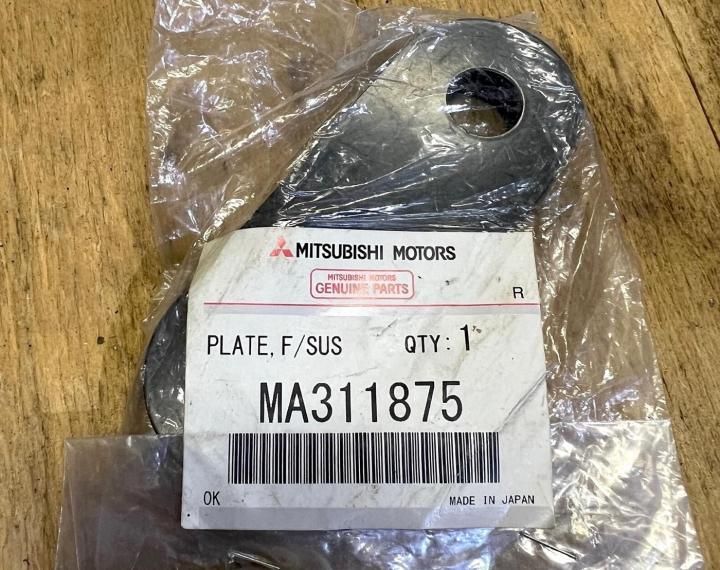 MITSUBISHI MOTORS
MITSUBISHI MOTORS
GENUINE PARTS
R
PLATE, F/SUS QTY: 1
MA311875
OK MADE IN JAPAN